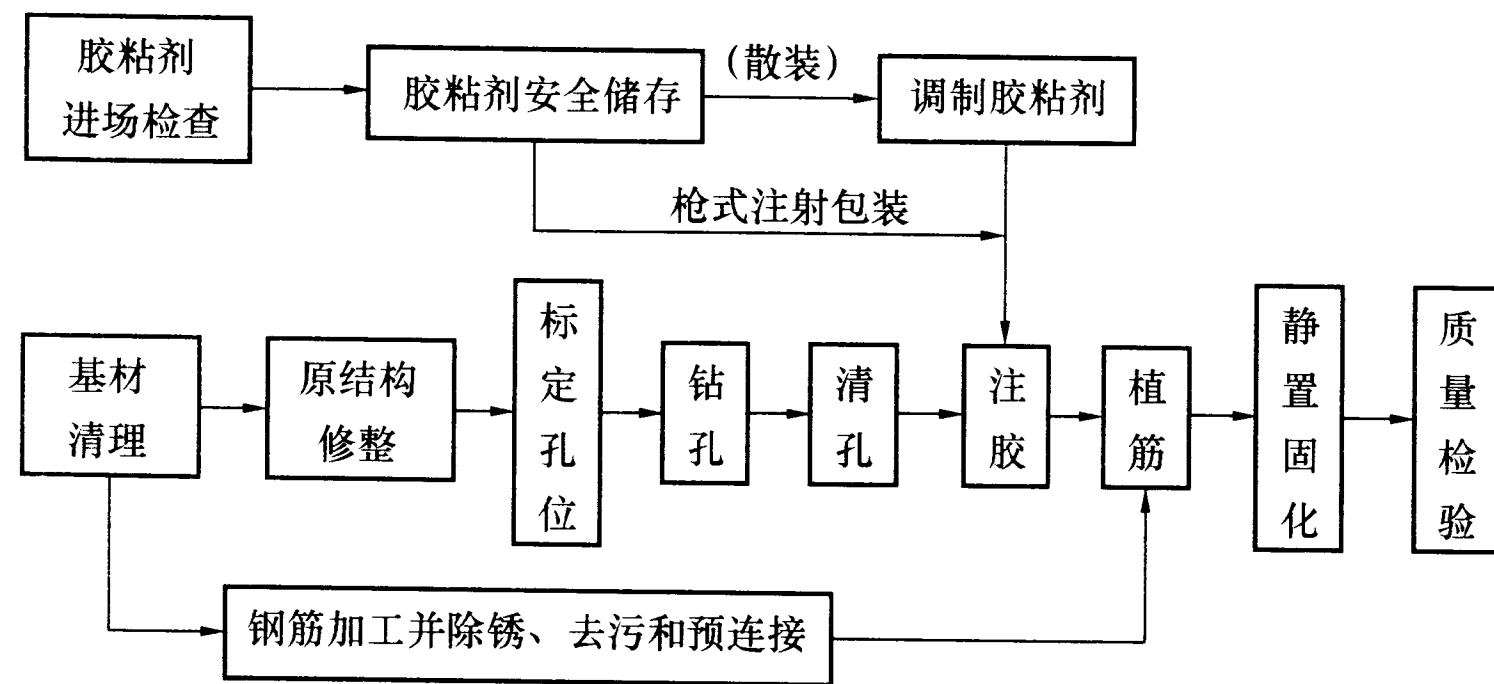 胶粘剂
进场检查
胶粘剂安全储存
(散装)
调制胶粘剂
枪式注射包装
基材
清理
原结构
修整
标定孔位
钻孔
清孔
注胶
植筋
静置固化
质量检验
钢筋加工并除锈、去污和预连接